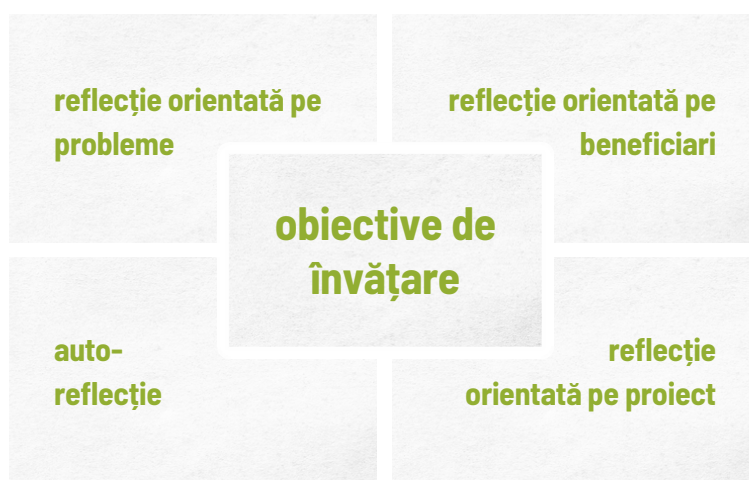 reflecție orientată pe
probleme
reflecție orientată pe
beneficiari
obiective de
învățare
auto-
reflecție
reflecție
orientată pe proiect